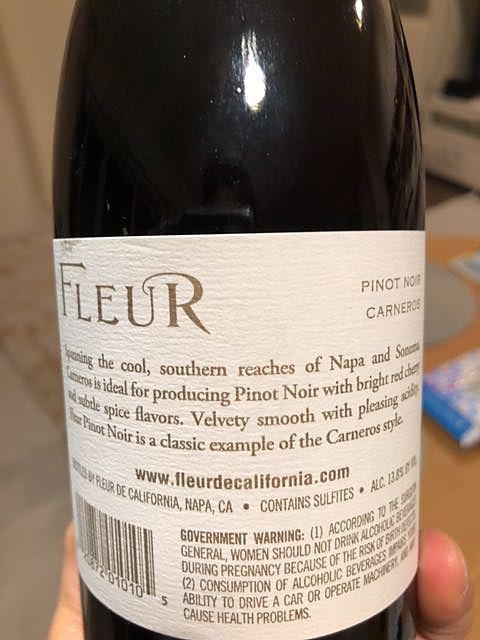 FLEUR
PINOT NOIR
CARNEROS
Spanning the cool, southern reaches of Napa and Sonoma,
Carneros is ideal for producing Pinot Noir with bright red cherry
and subtle spice flavors. Velvety smooth with pleasing acidity,
Fleur Pinot Noir is a classic example of the Carneros style.
www.fleurdecalifornia.com
BOTTLED BY FLEUR DE CALIFORNIA, NAPA, CA • CONTAINS SULFITES • ALC. 13.8% BY VOL.
GOVERNMENT WARNING: (1) ACCORDING TO THE SURGEON
GENERAL, WOMEN SHOULD NOT DRINK ALCOHOLIC BEVERAGES
DURING PREGNANCY BECAUSE OF THE RISK OF BIRTH DEFECTS.
(2) CONSUMPTION OF ALCOHOLIC BEVERAGES IMPAIRS YOUR
ABILITY TO DRIVE A CAR OR OPERATE MACHINERY, AND MAY
CAUSE HEALTH PROBLEMS.
01010 5